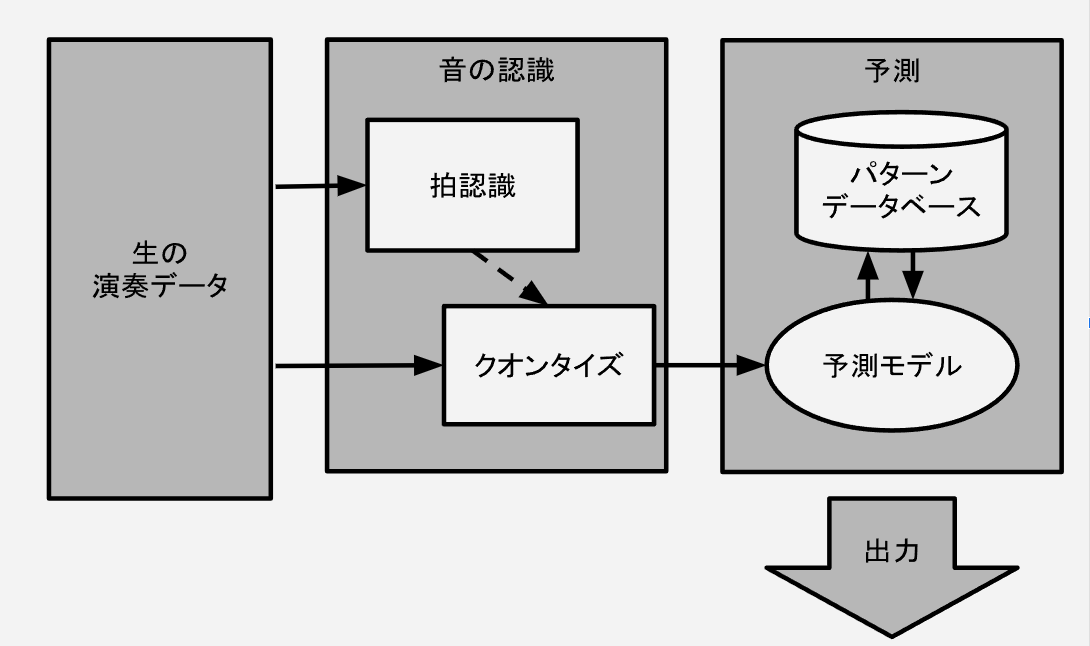 生の
演奏データ
音の認識
拍認識
クオンタイズ
予測
パターン
データベース
予測モデル
出力